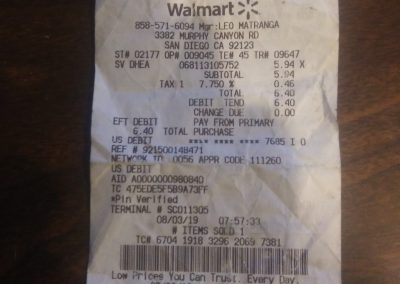 Walmart
858-571-6094 Mgr:LEO MATRANGA
3382 MURPHY CANYON RD
SAN DIEGO CA 92123
ST# 02177 OP# 009045 TE# 45 TR# 09647
SV DHEA 068113105752 5.94 X
SUBTOTAL 5.94
TAX 1 7.750 % 0.46
TOTAL 6.40
DEBIT TEND 6.40
CHANGE DUE 0.00
EFT DEBIT PAY FROM PRIMARY
6.40 TOTAL PURCHASE
US DEBIT **** **** **** 7685 I 0
REF # 921500148471
NETWORK ID. 0056 APPR CODE 111260
US DEBIT
AID A0000000980840
TC 475EDE5F5B9A73FF
*Pin Verified
TERMINAL # SC011305
08/03/19 07:57:33
# ITEMS SOLD 1
TC# 6704 1918 3296 2069 7381
Low Prices You Can Trust. Every Day.